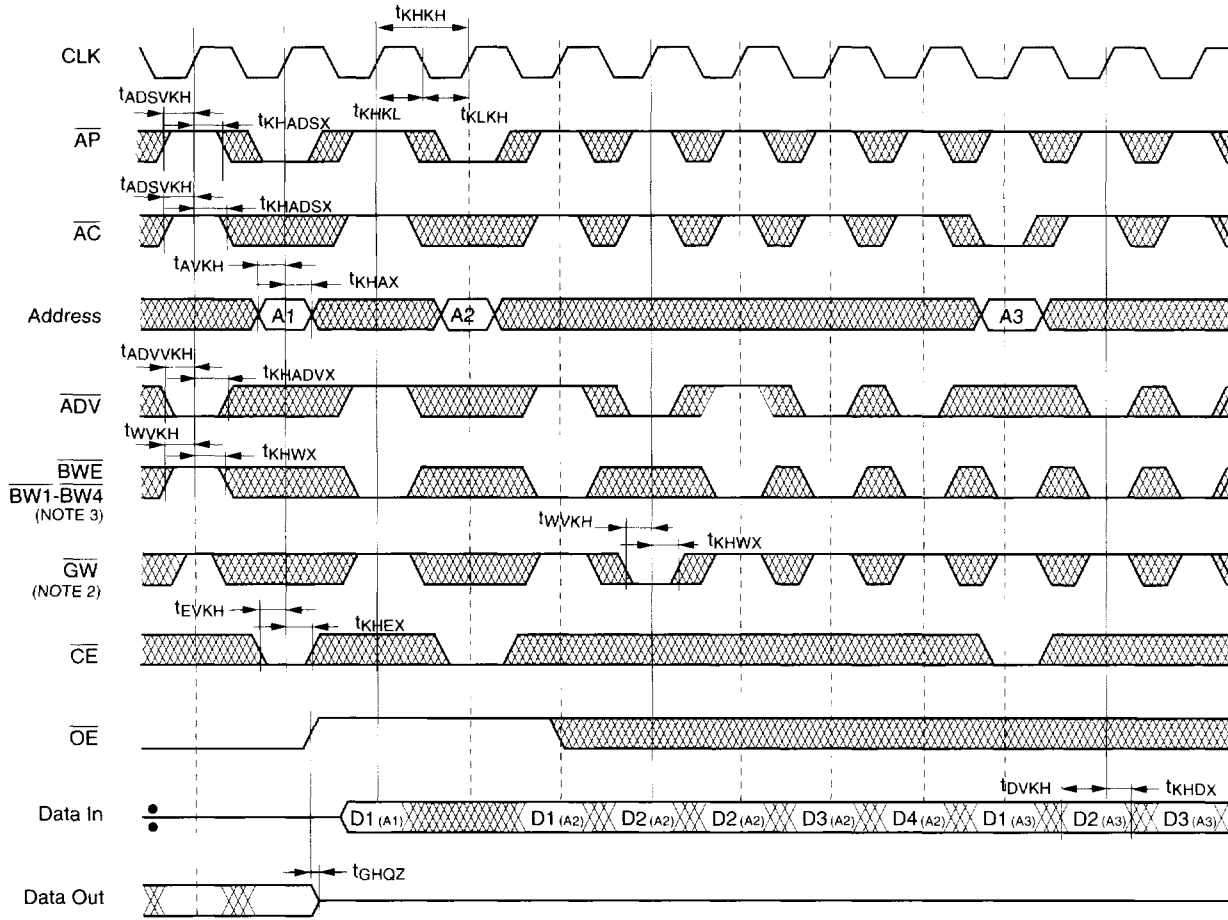 tKHKH
CLK
tADSVKH
tKHADSX
tKHKL
tKLKH
AP
tADSVKH
tKHADSX
AC
tAVKH
tKHAX
Address
A1
A2
A3
tADVVKH
tKHADVX
ADV
tWVKH
tKHWX
BWE
BW1-BW4
(NOTE 3)
tWVKH
tKHWX
GW
(NOTE 2)
tEVKH
tKHEX
CE
OE
tDVKH
tKHDX
Data In
D1 (A1) D1 (A2) D2 (A2) D2 (A2) D3 (A2) D4 (A2) D1 (A3) D2 (A3) D3 (A3)
tGHQZ
Data Out